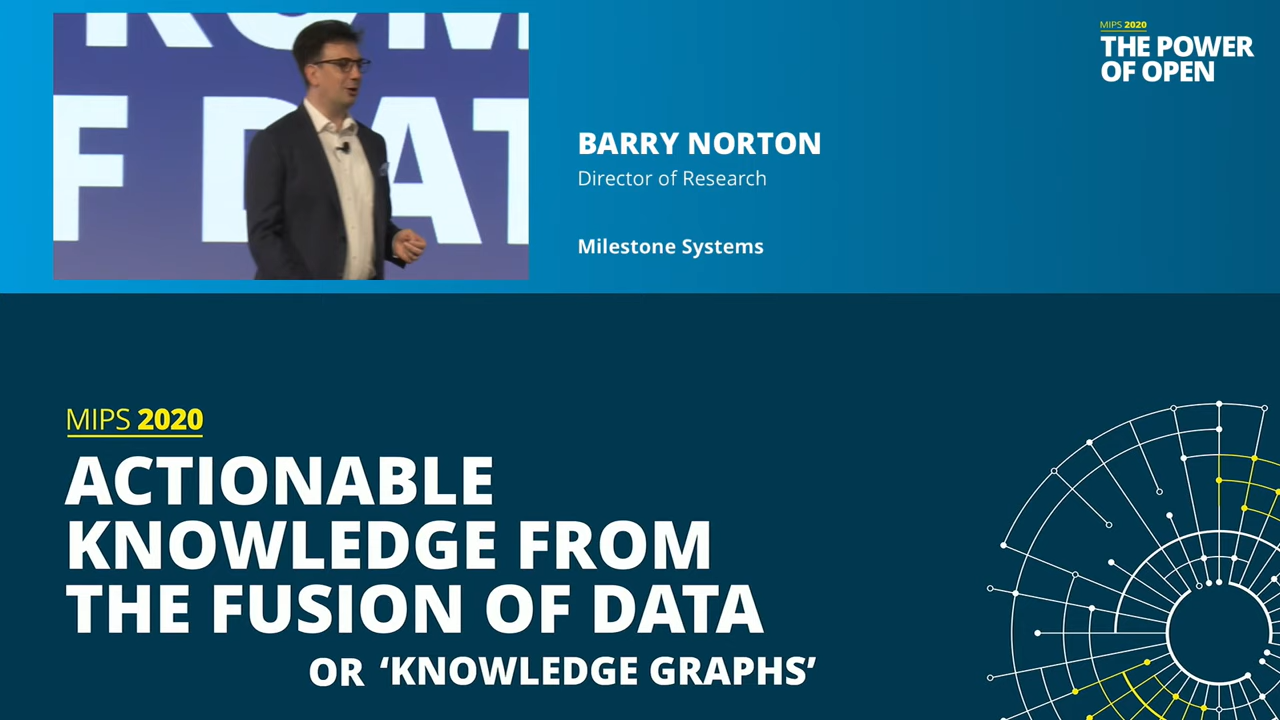 MIPS 2020
THE POWER
OF OPEN
BARRY NORTON
Director of Research
Milestone Systems
MIPS 2020
ACTIONABLE
KNOWLEDGE FROM
THE FUSION OF DATA
OR ‘KNOWLEDGE GRAPHS’